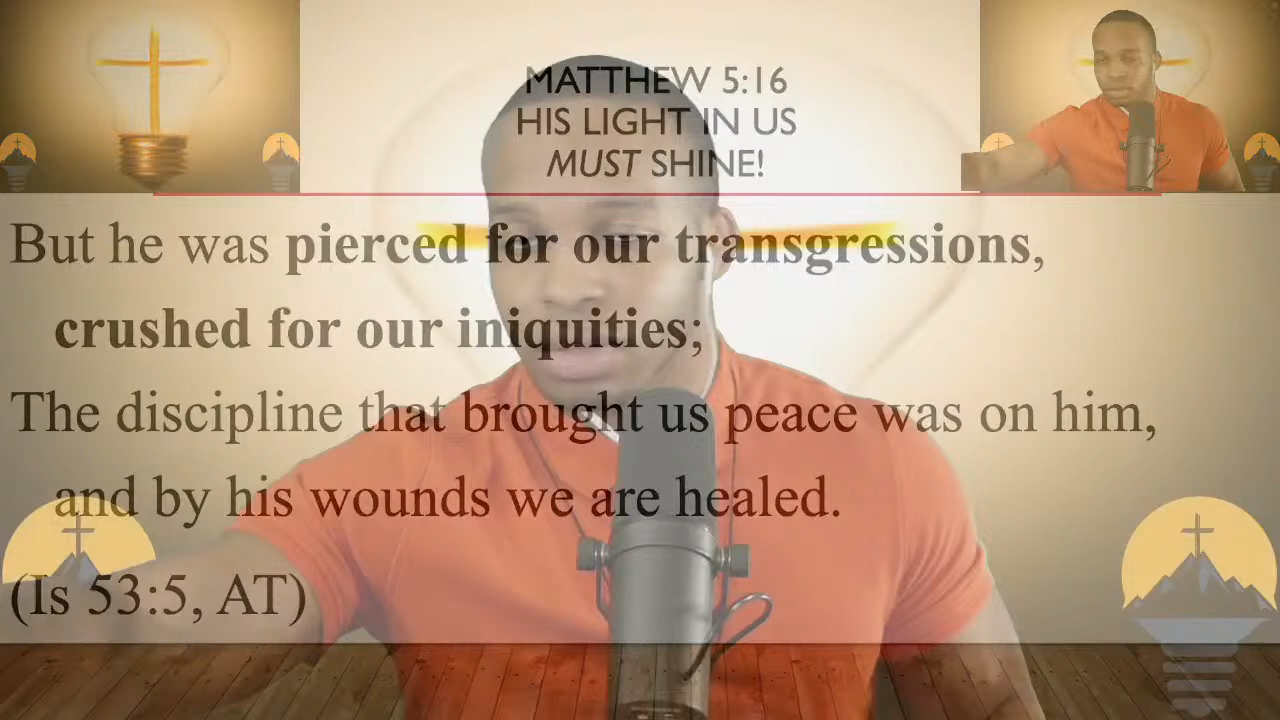 MATTHEW 5:16
HIS LIGHT IN US
MUST SHINE!
But he was pierced for our transgressions,
crushed for our iniquities;
The discipline that brought us peace was on him,
and by his wounds we are healed.
(Is 53:5, AT)